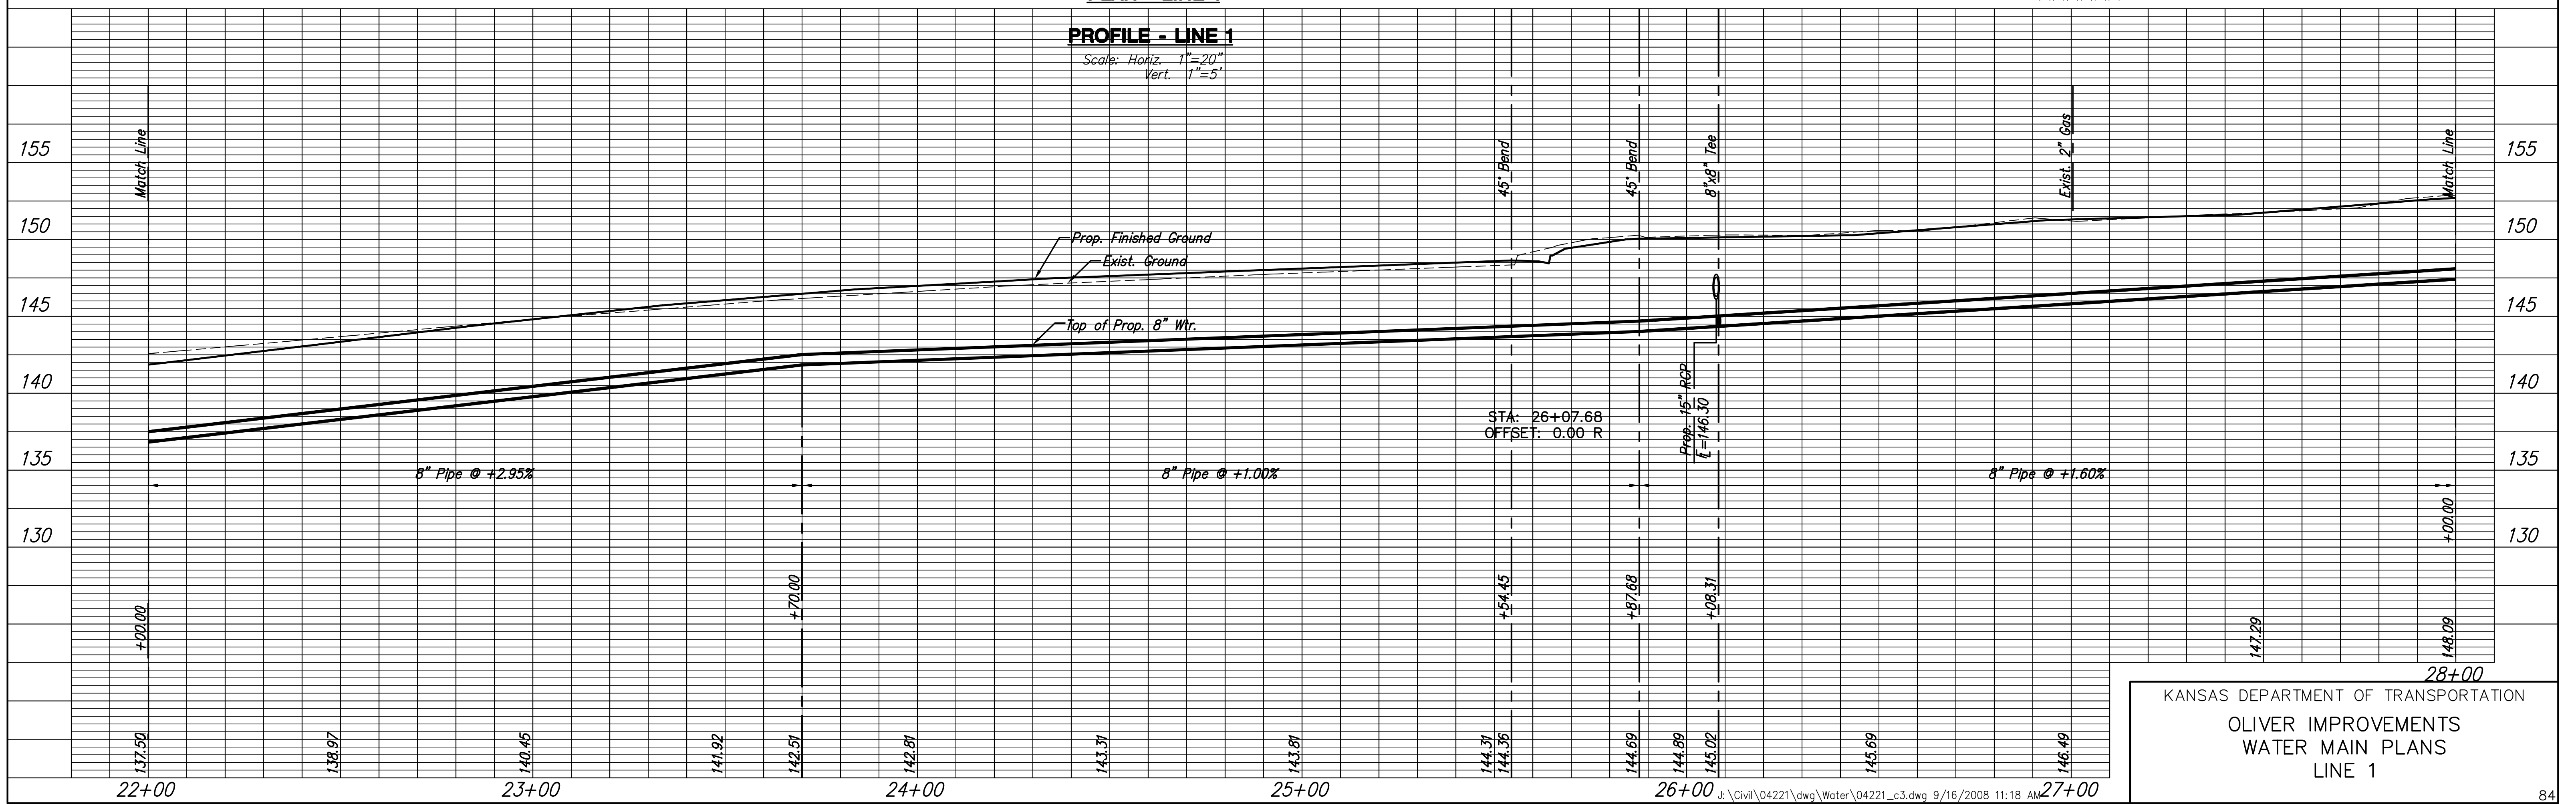 PROFILE - LINE 1
Scale: Horiz. 1"=20"
Vert. 1"=5'
155
150
145
140
135
130
155
150
145
140
135
130
Match Line
45° Bend
45° Bend
8"x8" Tee
Exist. 2" Gas
Match Line
Prop. Finished Ground
Exist. Ground
Top of Prop. 8" Wtr.
STA: 26+07.68
OFFSET: 0.00 R
Prop. 15" RCP
E=146.30
8" Pipe @ +2.95%
8" Pipe @ +1.00%
8" Pipe @ +1.60%
+00.00
+70.00
+54.45
+87.68
+08.31
+00.00
137.50
138.97
140.45
141.92
142.51
142.81
143.31
143.81
144.31
144.36
144.69
144.89
145.02
145.69
146.49
147.29
148.09
22+00
23+00
24+00
25+00
26+00
27+00
28+00
J:\Civil\04221\dwg\Water\04221_c3.dwg 9/16/2008 11:18 AM
KANSAS DEPARTMENT OF TRANSPORTATION
OLIVER IMPROVEMENTS
WATER MAIN PLANS
LINE 1
84